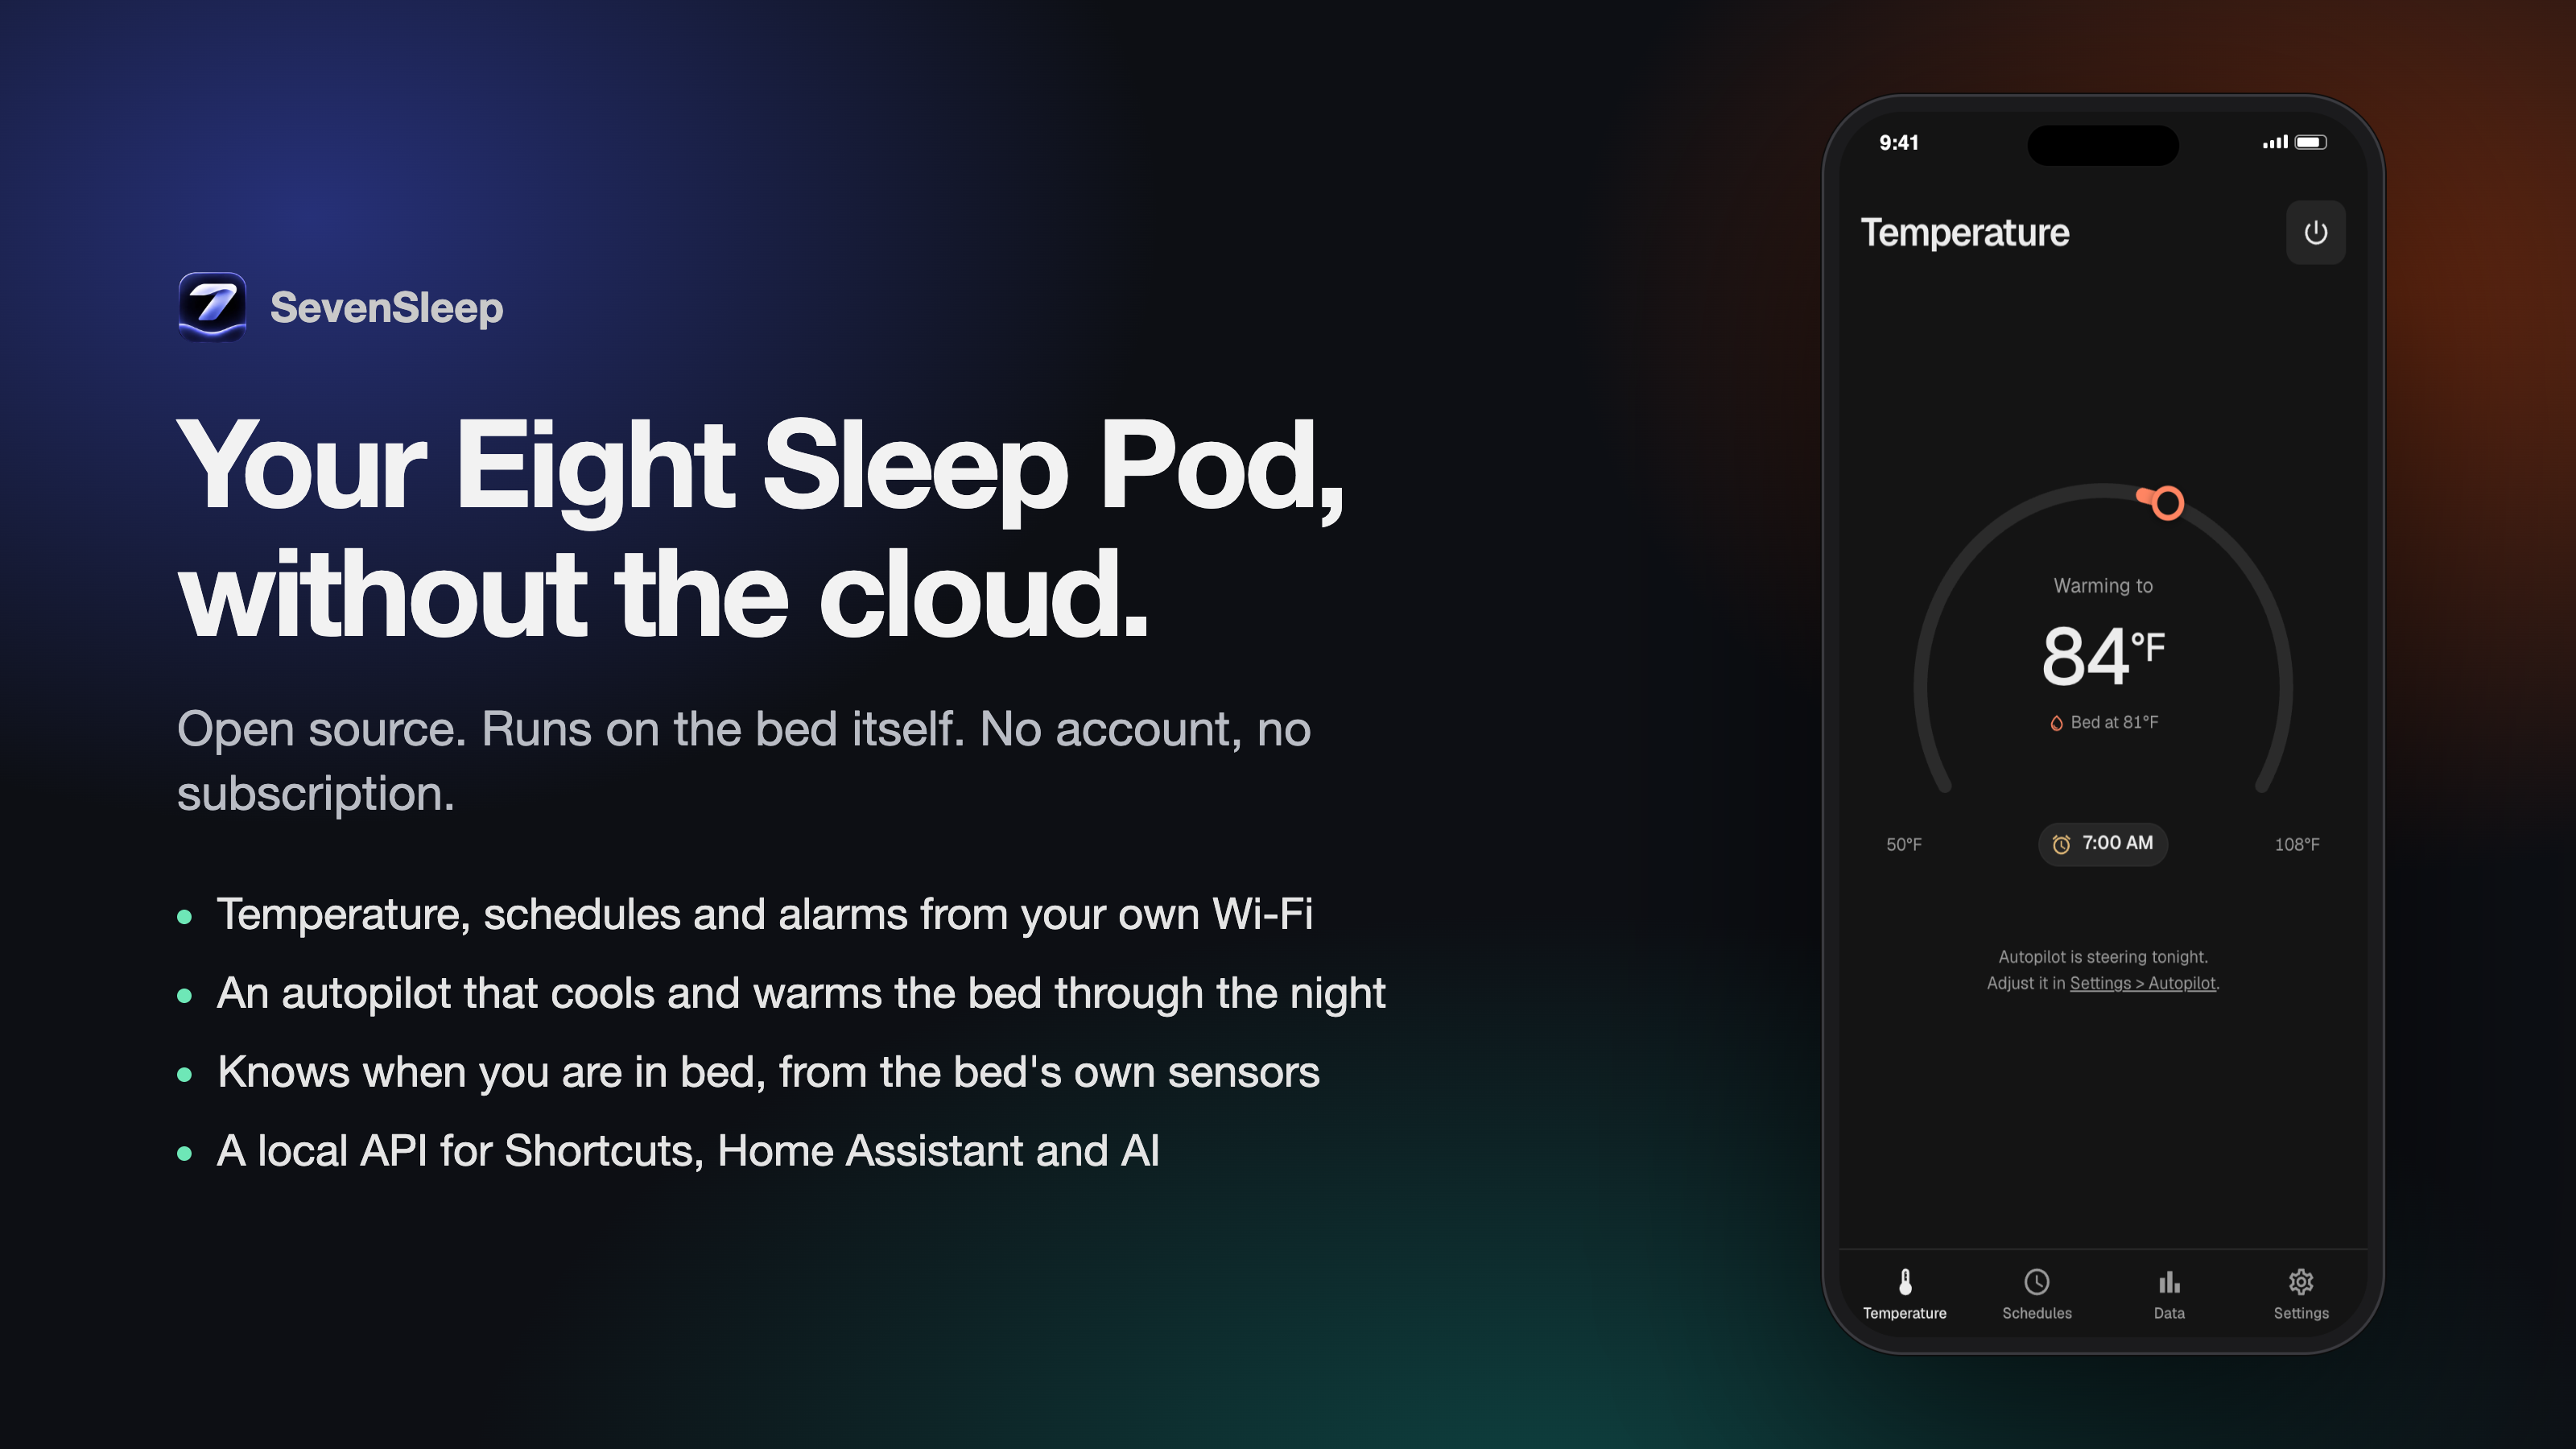 SevenSleep
Your Eight Sleep Pod,
without the cloud.
Open source. Runs on the bed itself. No account, no
subscription.
Temperature, schedules and alarms from your own Wi-Fi
An autopilot that cools and warms the bed through the night
Knows when you are in bed, from the bed's own sensors
A local API for Shortcuts, Home Assistant and AI
9:41
Temperature
Warming to
84°F
Bed at 81°F
50°F
7:00 AM
108°F
Autopilot is steering tonight.
Adjust it in Settings > Autopilot.
Temperature
Schedules
Data
Settings